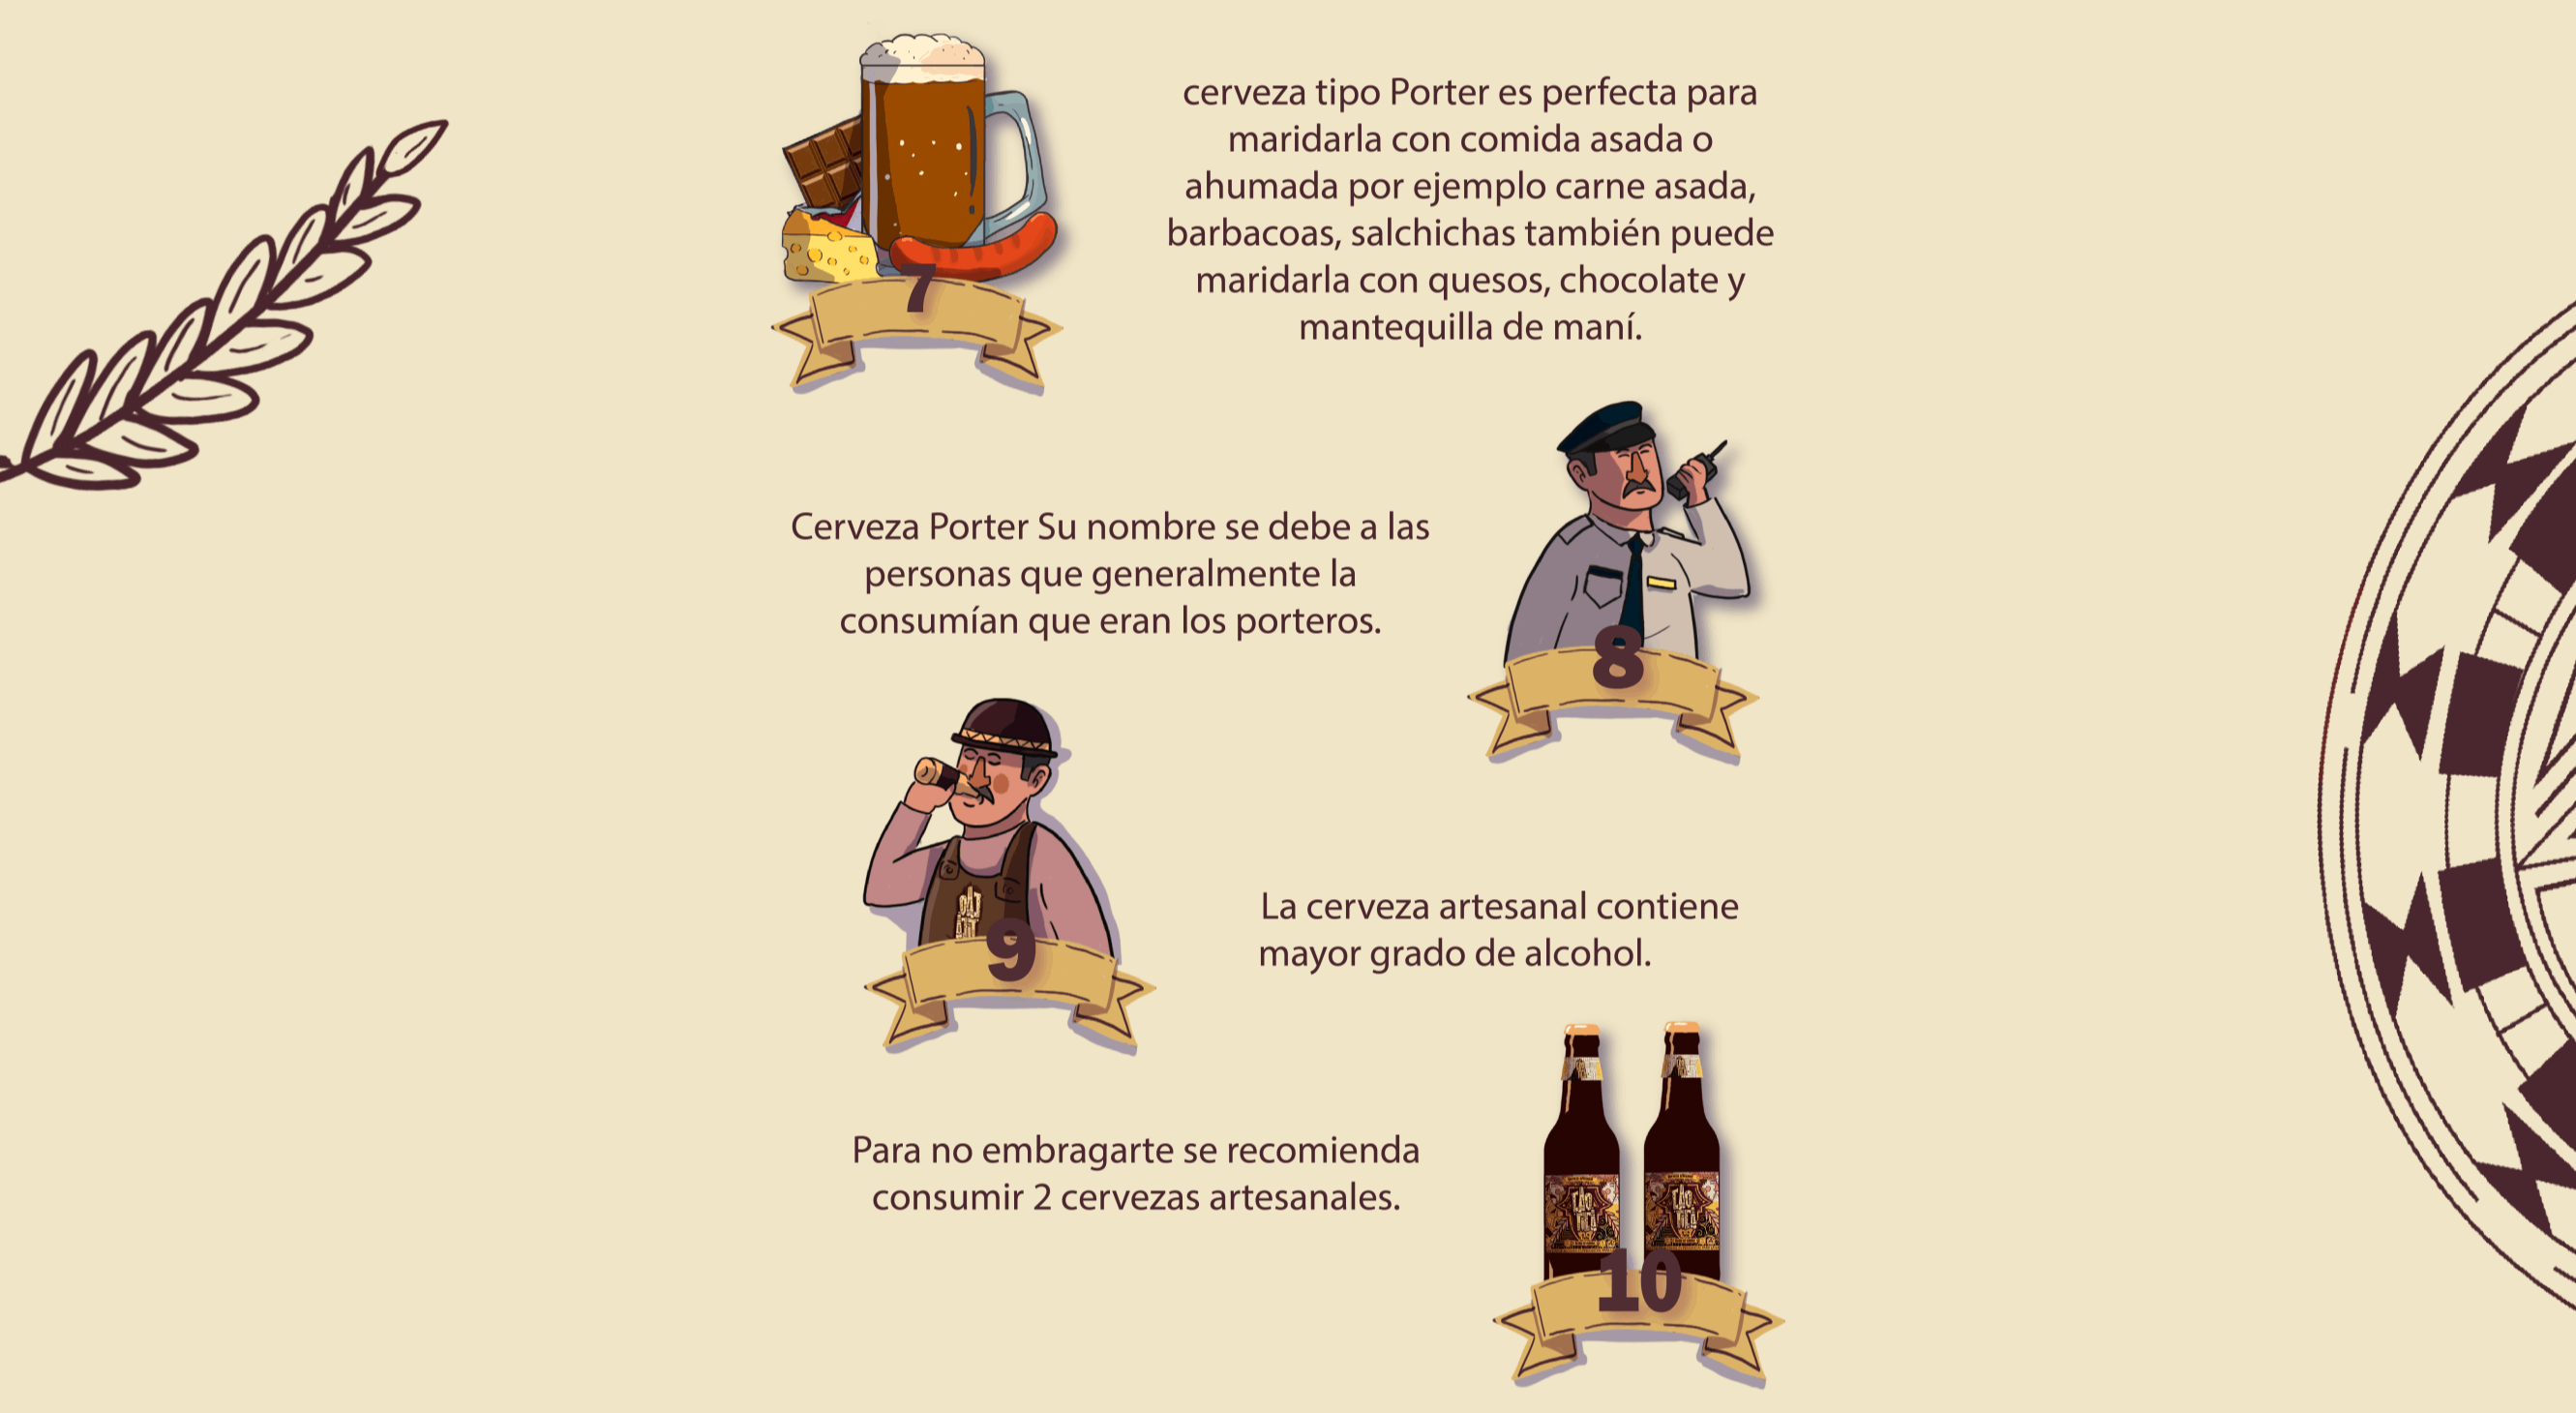 cerveza tipo Porter es perfecta para
maridarla con comida asada o
ahumada por ejemplo carne asada,
barbacoas, salchichas también puede
maridarla con quesos, chocolate y
mantequilla de maní.
7
Cerveza Porter Su nombre se debe a las
personas que generalmente la
consumían que eran los porteros.
8
9
La cerveza artesanal contiene
mayor grado de alcohol.
Para no embragarte se recomienda
consumir 2 cervezas artesanales.
10